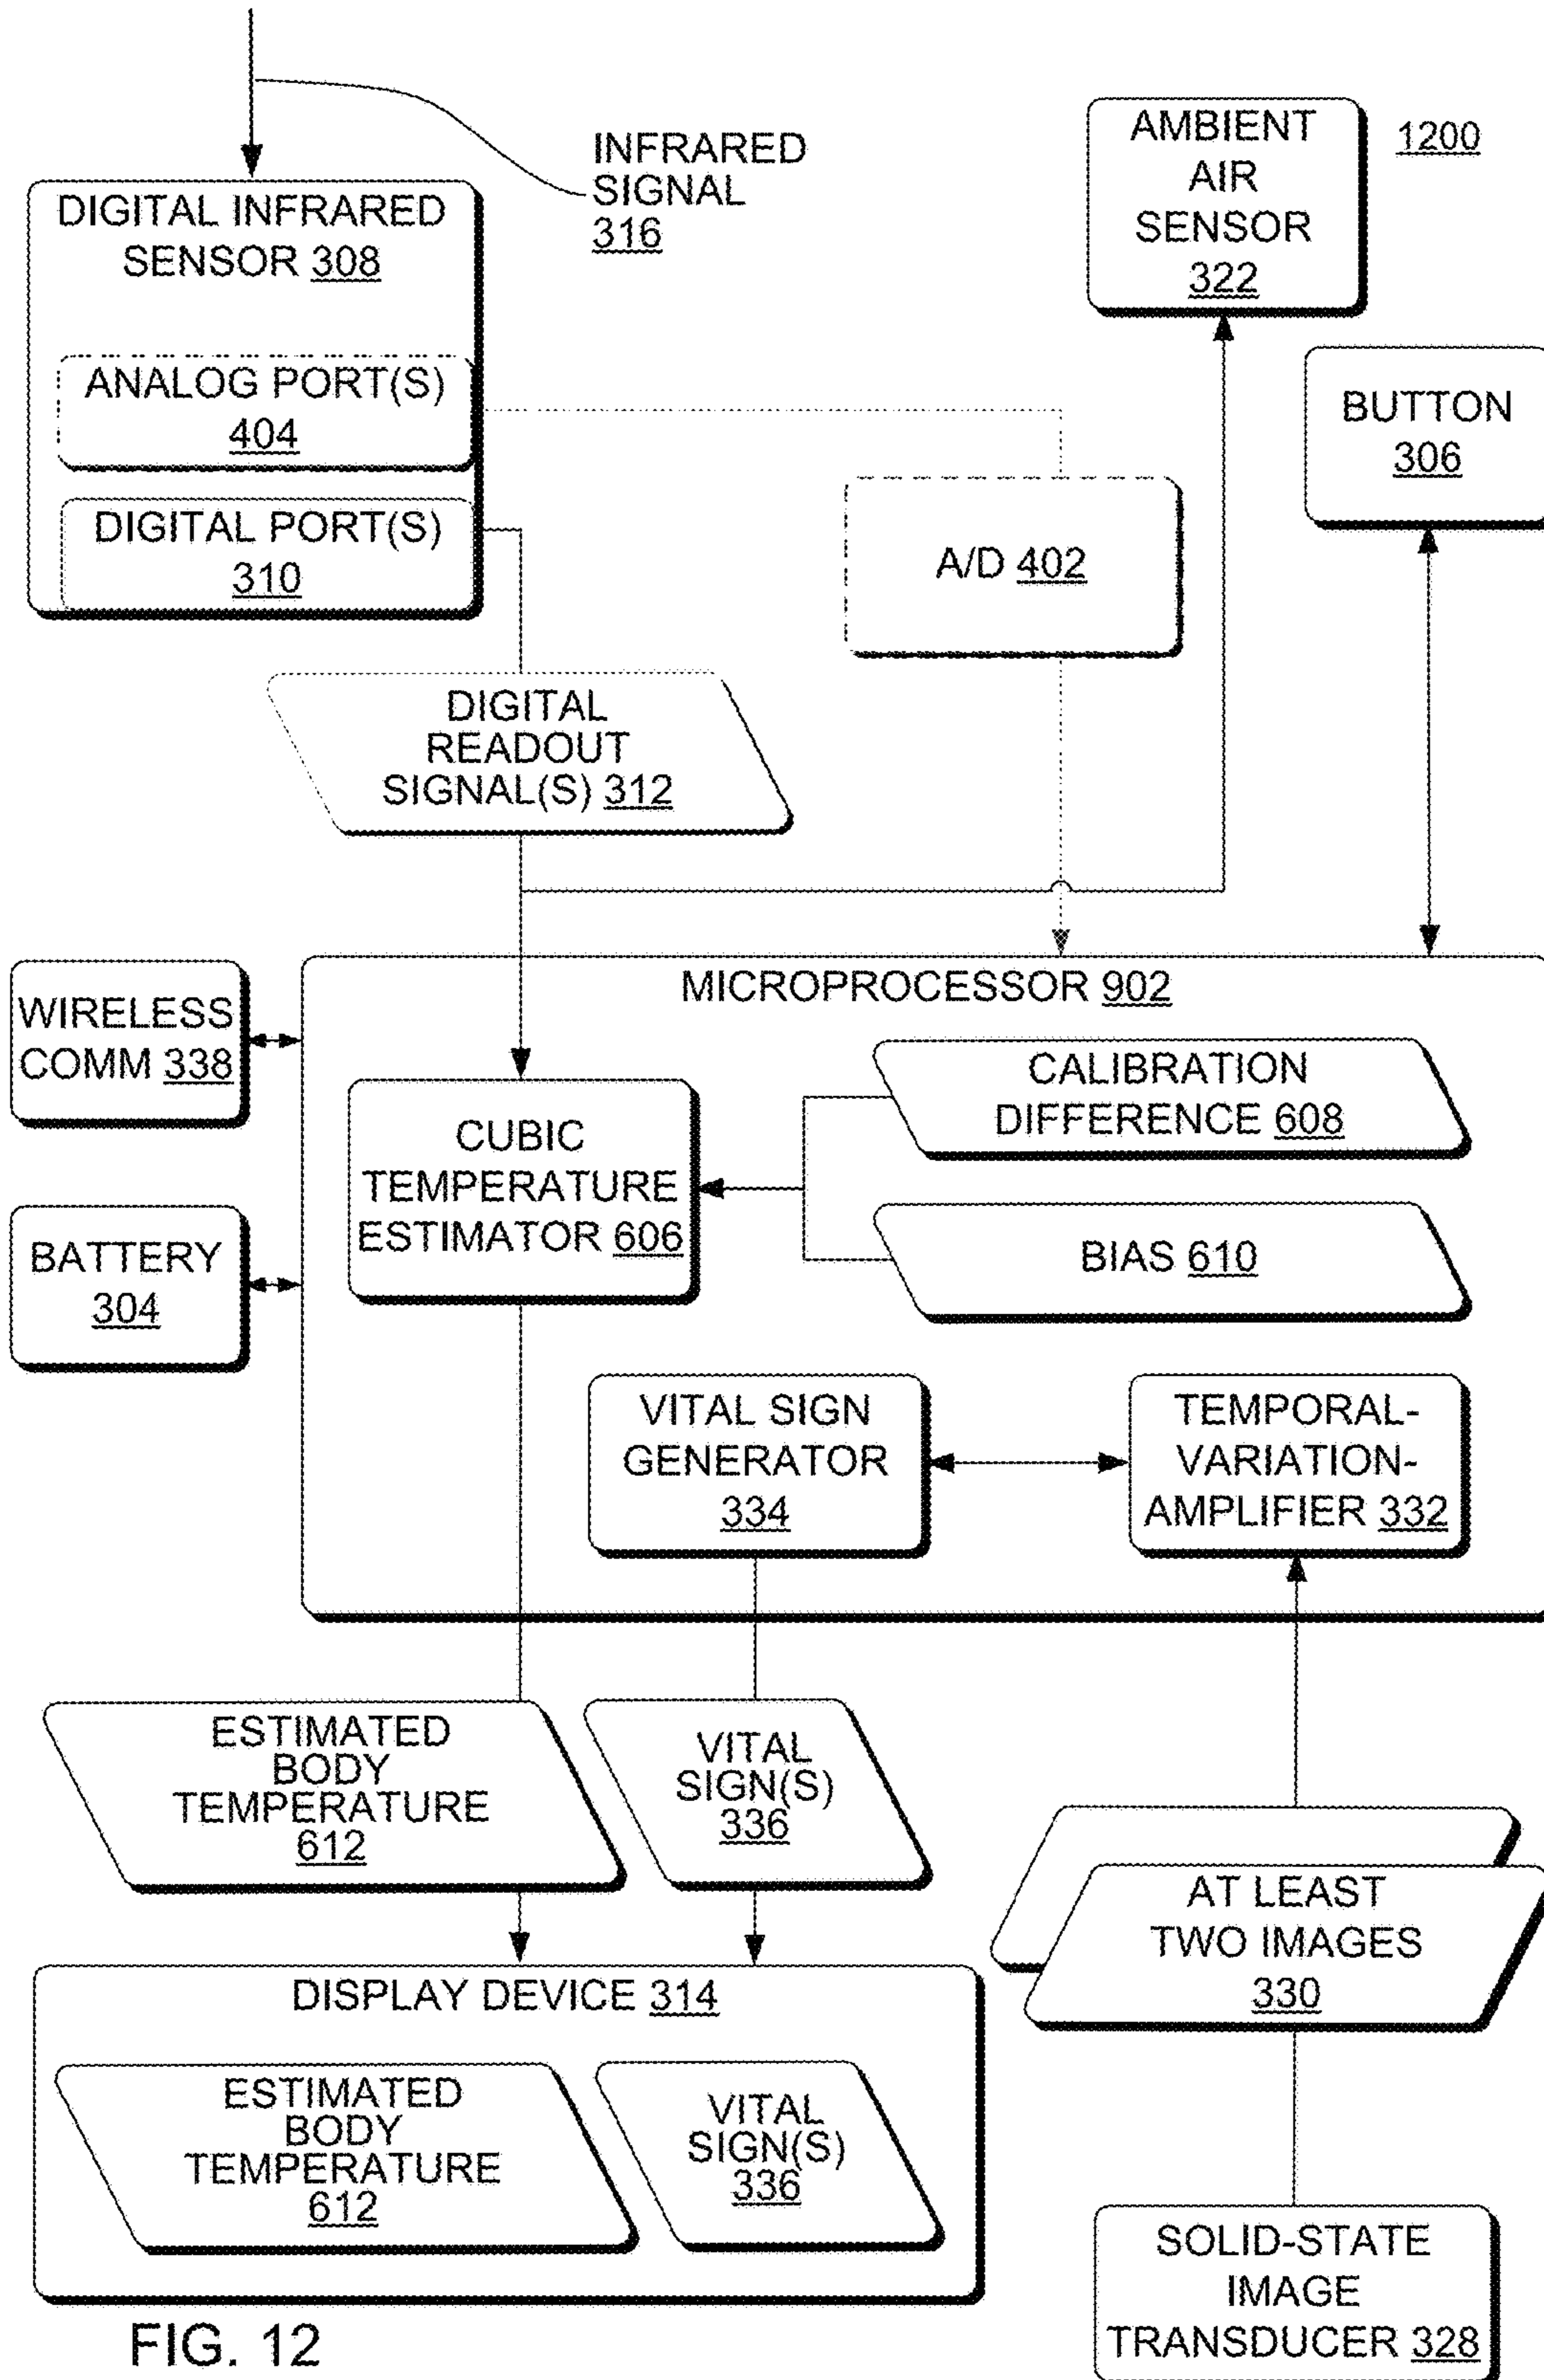 INFRARED
SIGNAL
316
AMBIENT
AIR
SENSOR
322
1200
DIGITAL INFRARED
SENSOR 308
ANALOG PORT(S)
404
DIGITAL PORT(S)
310
BUTTON
306
A/D 402
DIGITAL
READOUT
SIGNAL(S) 312
MICROPROCESSOR 902
WIRELESS
COMM 338
BATTERY
304
CUBIC
TEMPERATURE
ESTIMATOR 606
CALIBRATION
DIFFERENCE 608
BIAS 610
VITAL SIGN
GENERATOR
334
TEMPORAL-
VARIATION-
AMPLIFIER 332
ESTIMATED
BODY
TEMPERATURE
612
VITAL
SIGN(S)
336
AT LEAST
TWO IMAGES
330
DISPLAY DEVICE 314
ESTIMATED
BODY
TEMPERATURE
612
VITAL
SIGN(S)
336
SOLID-STATE
IMAGE
TRANSDUCER 328
FIG. 12